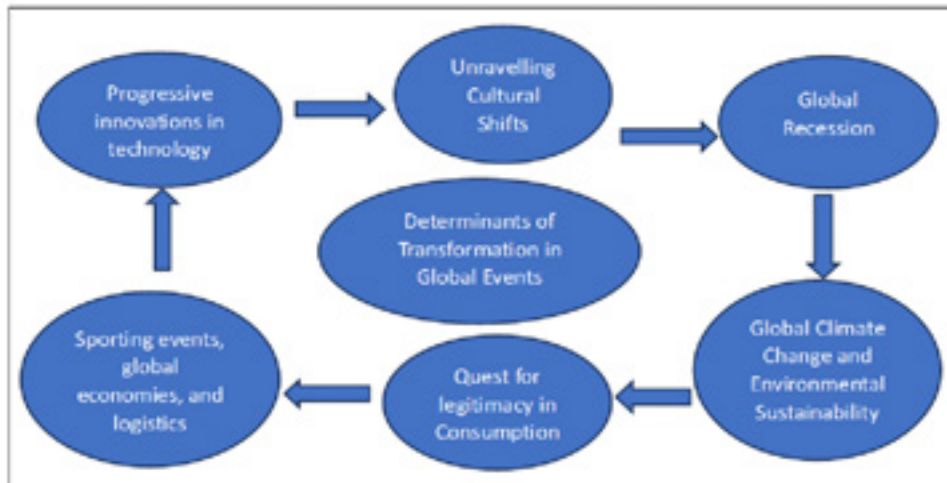 Progressive
innovations in
technology
Unravelling
Cultural
Shifts
Global
Recession
Determinants of
Transformation in
Global Events
Sporting events,
global
economies, and
logistics
Quest for
legitimacy in
Consumption
Global Climate
Change and
Environmental
Sustainability